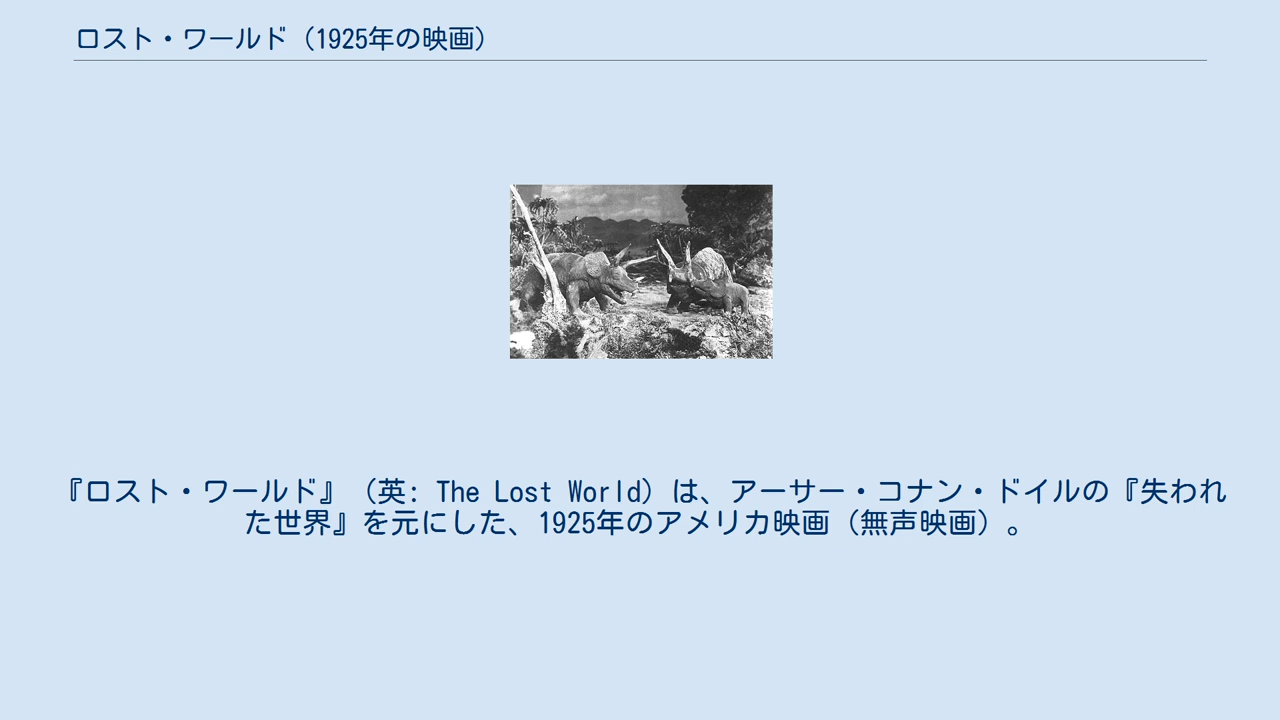 ロスト・ワールド（1925年の映画）
『ロスト・ワールド』（英: The Lost World）は、アーサー・コナン・ドイルの『失われ
た世界』を元にした、1925年のアメリカ映画（無声映画）。